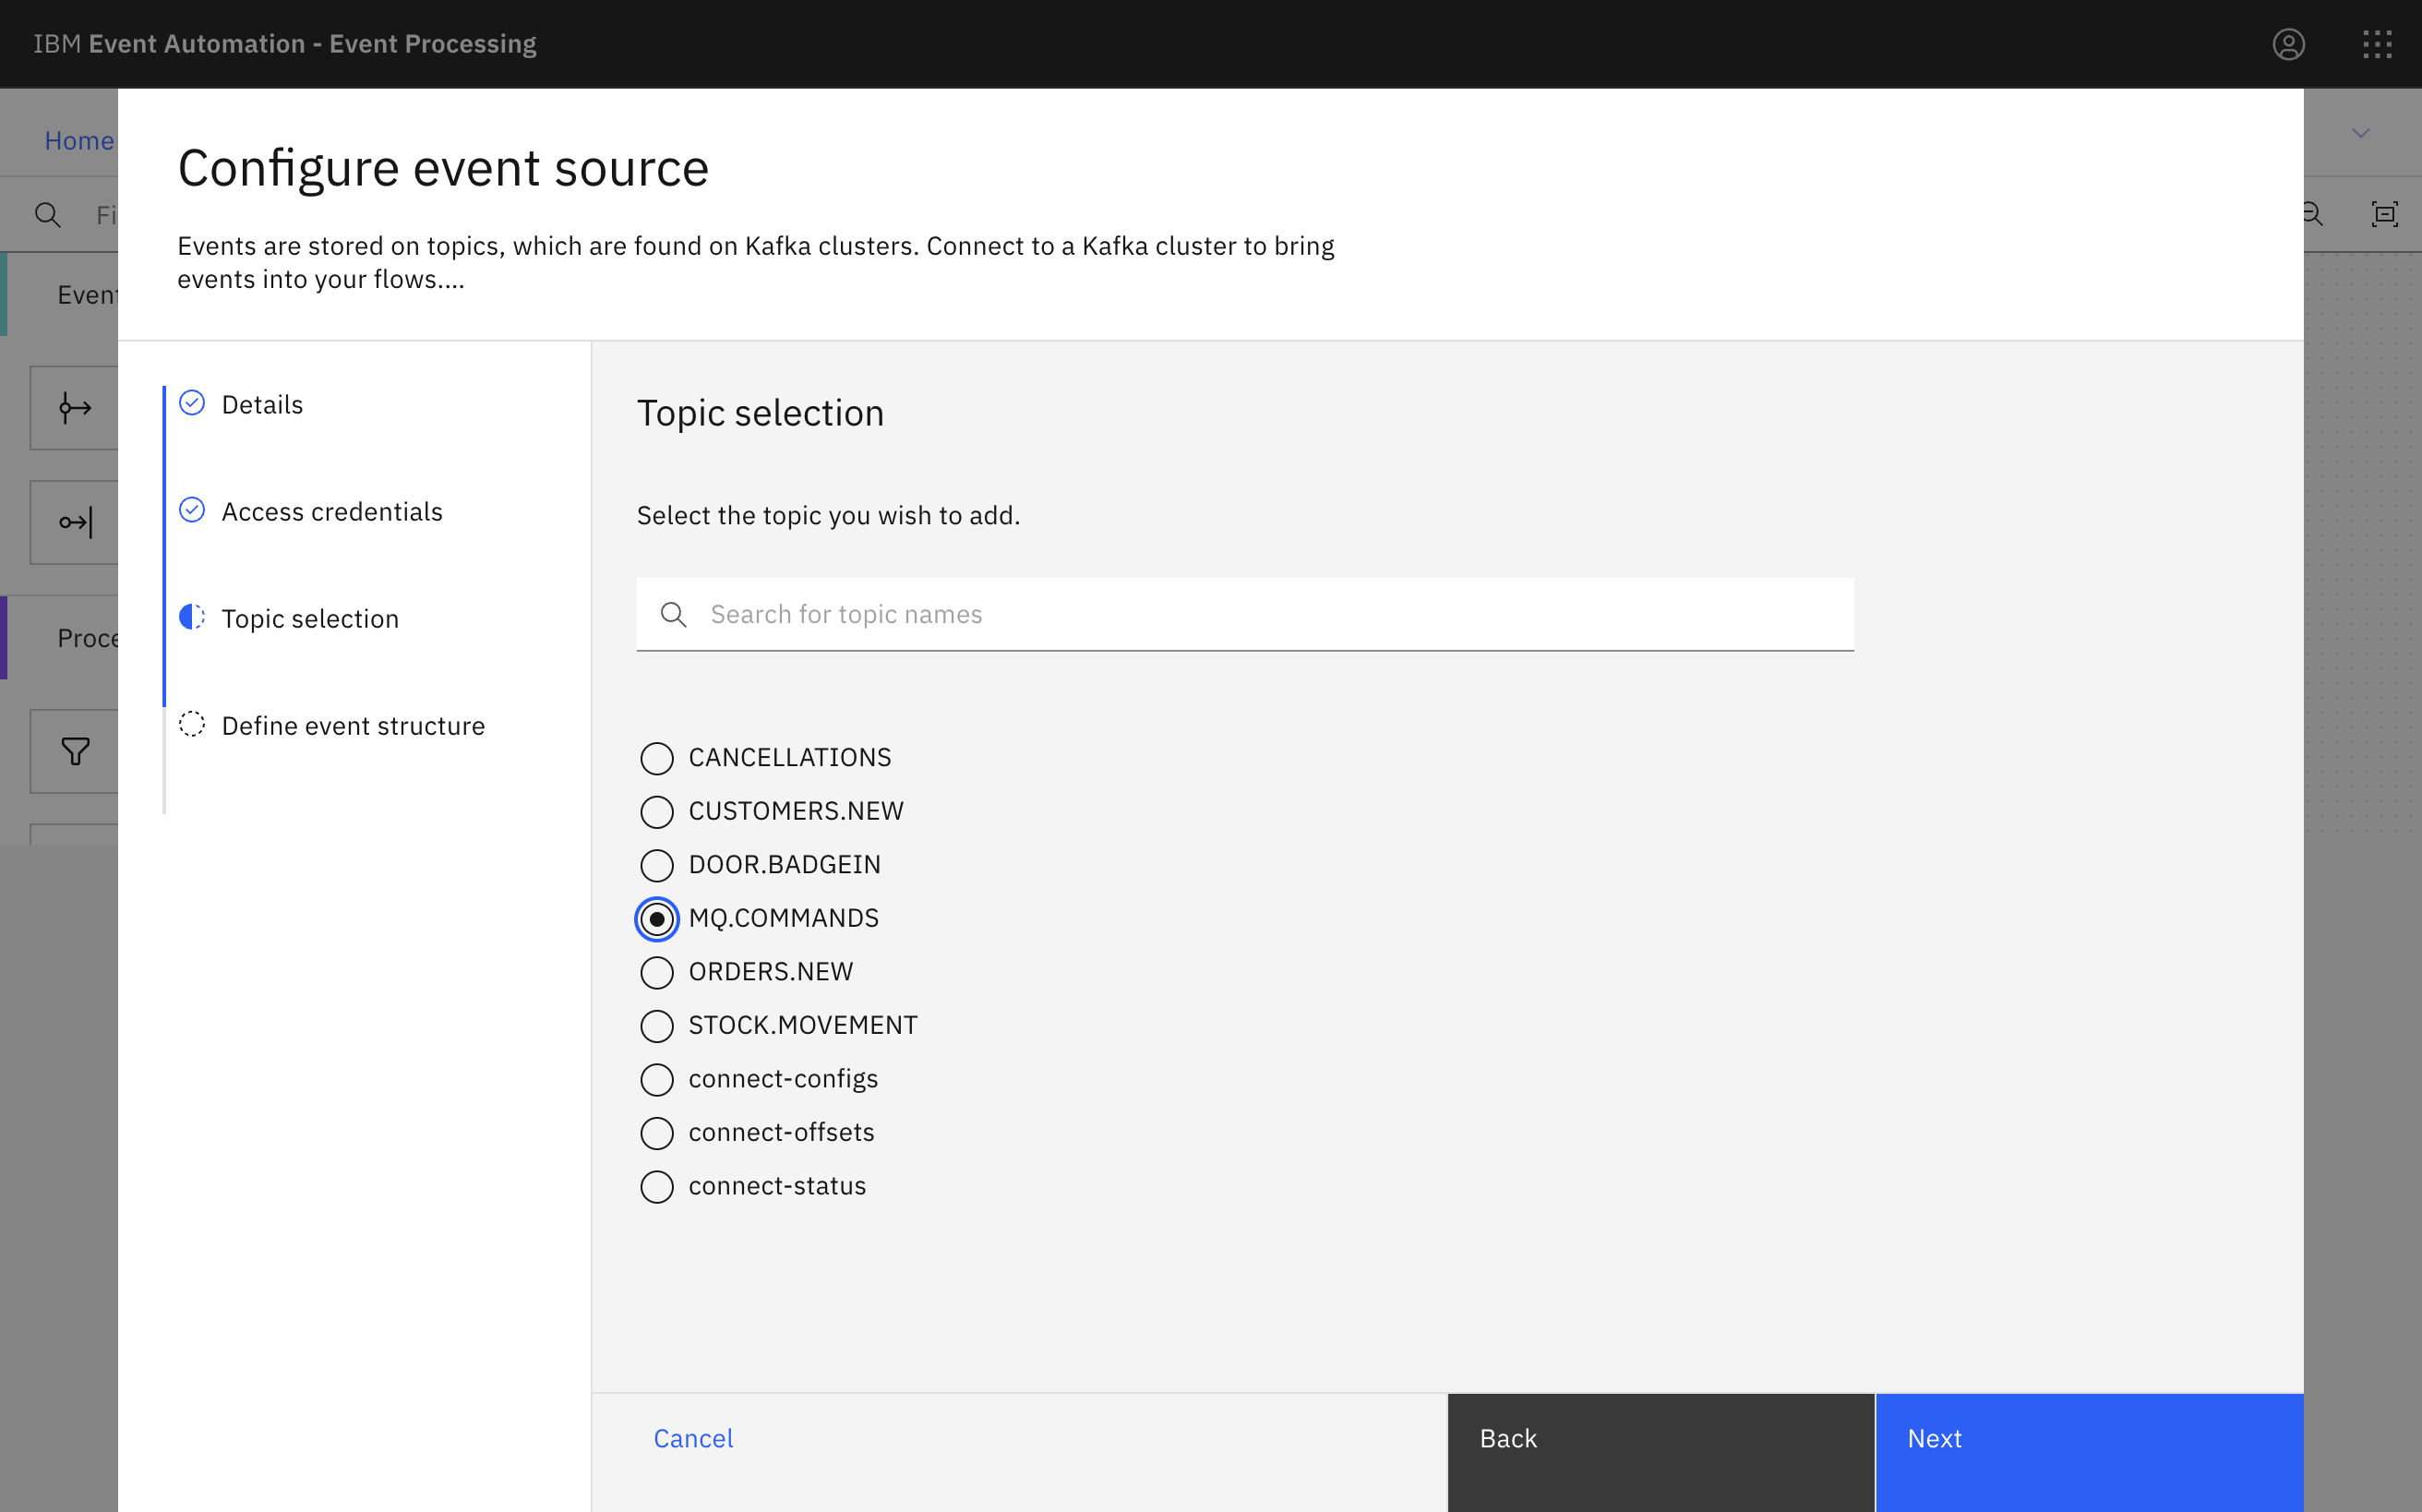 IBM Event Automation - Event Processing
Home
Configure event source
Events are stored on topics, which are found on Kafka clusters. Connect to a Kafka cluster to bring
events into your flows....
Details
Access credentials
Topic selection
Define event structure
Topic selection
Select the topic you wish to add.
Search for topic names
CANCELLATIONS
CUSTOMERS.NEW
DOOR.BADGEIN
MQ.COMMANDS
ORDERS.NEW
STOCK.MOVEMENT
connect-configs
connect-offsets
connect-status
Cancel
Back
Next